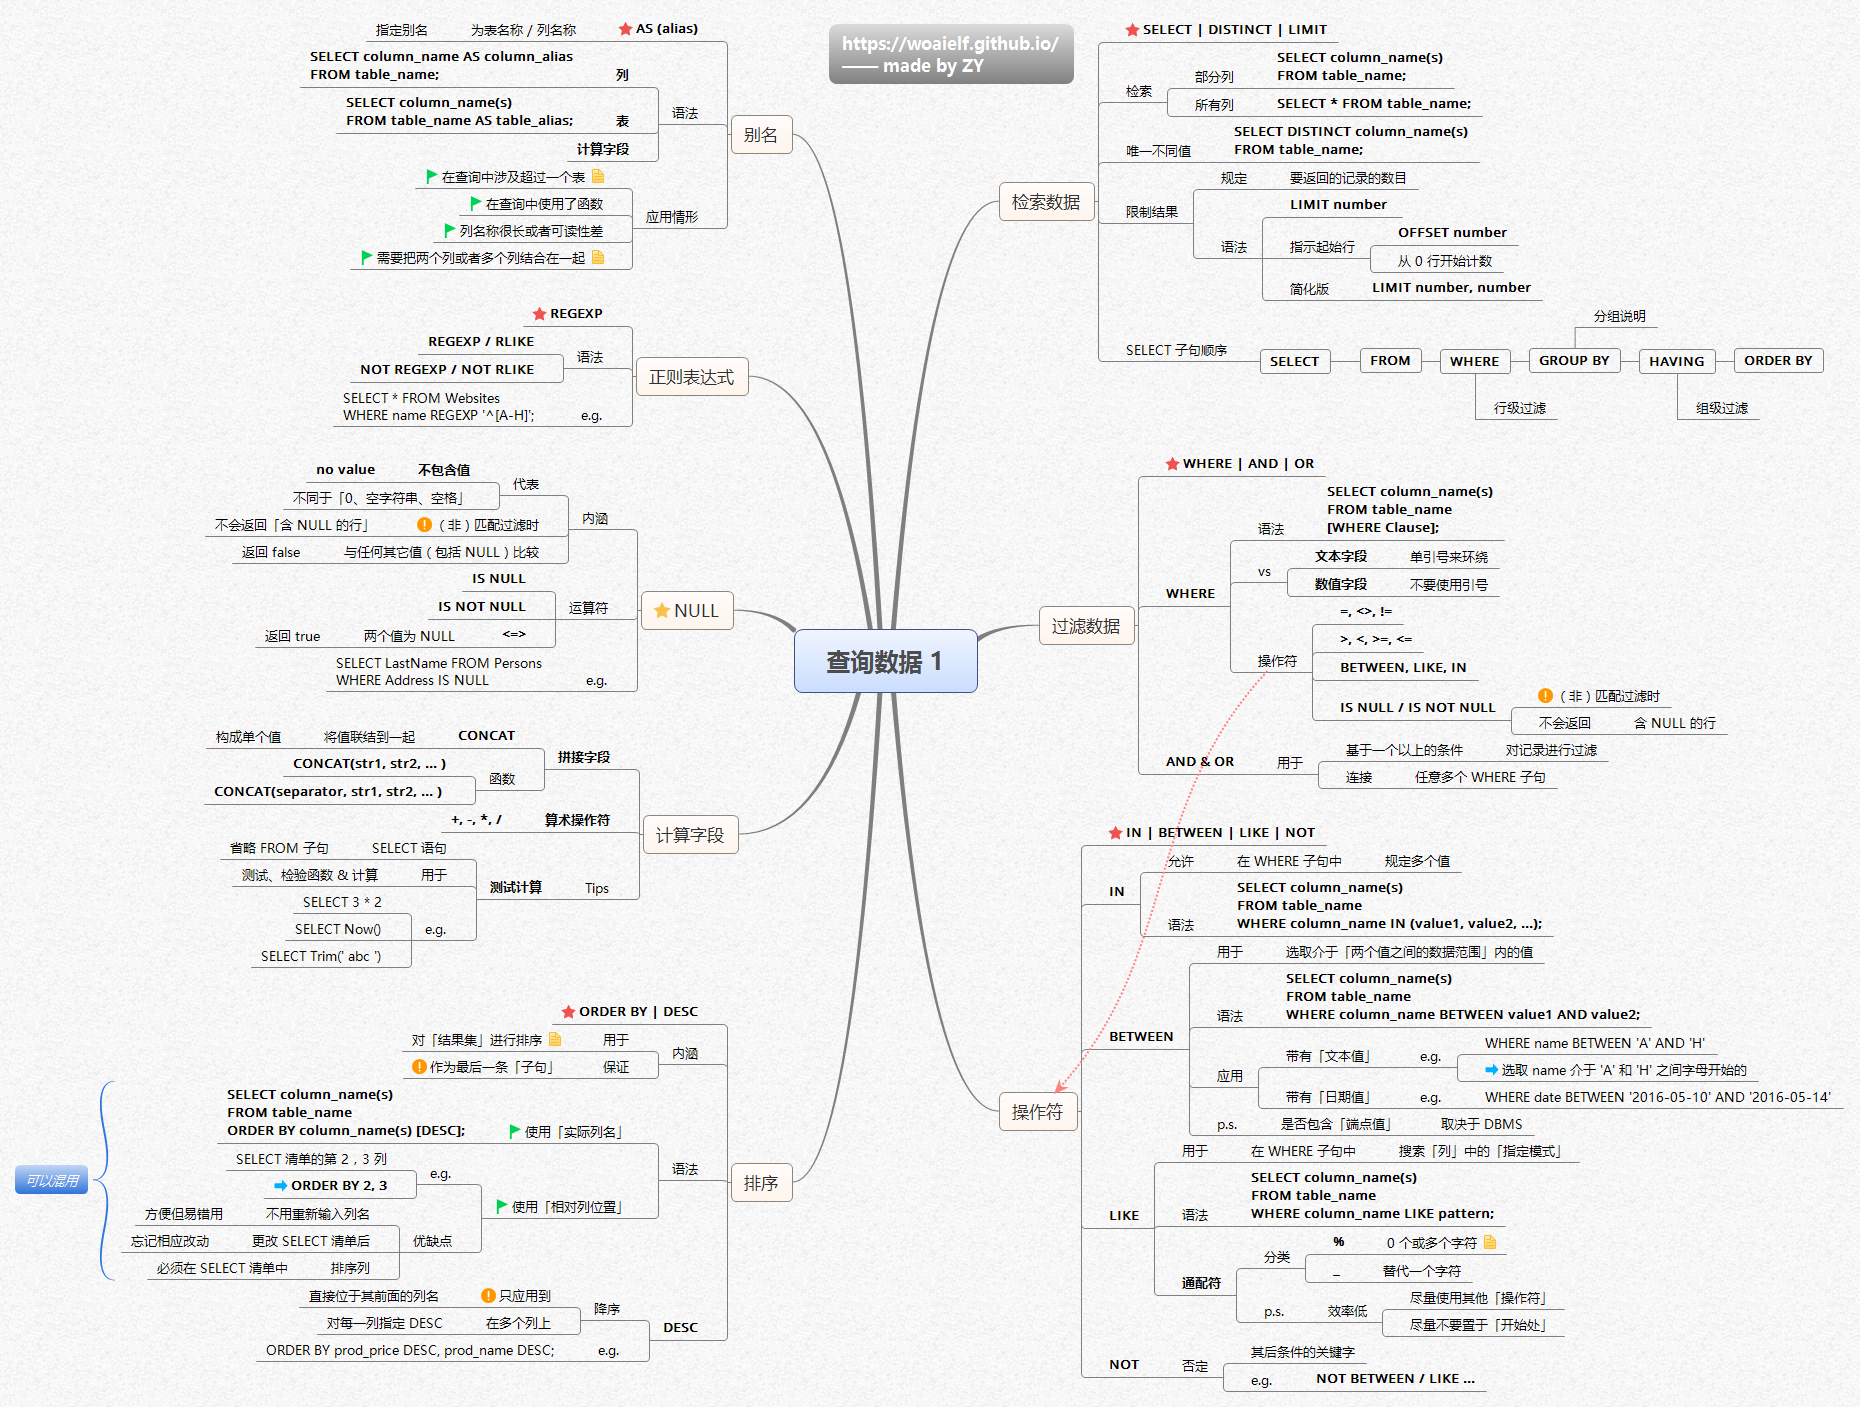 https://woaielf.github.io/
—— made by ZY
查询数据 1
检索数据
SELECT | DISTINCT | LIMIT
检索
部分列
SELECT column_name(s)
FROM table_name;
所有列
SELECT * FROM table_name;
唯一不同值
SELECT DISTINCT column_name(s)
FROM table_name;
限制结果
规定
要返回的记录的数目
语法
LIMIT number
指示起始行
OFFSET number
从 0 行开始计数
简化版
LIMIT number, number
SELECT 子句顺序
SELECT
FROM
WHERE
行级过滤
GROUP BY
分组说明
HAVING
组级过滤
ORDER BY
过滤数据
WHERE | AND | OR
WHERE
语法
SELECT column_name(s)
FROM table_name
[WHERE Clause];
vs
文本字段
单引号来环绕
数值字段
不要使用引号
操作符
=, <>, !=
>, <, >=, <=
BETWEEN, LIKE, IN
IS NULL / IS NOT NULL
（非）匹配过滤时
不会返回
含 NULL 的行
AND & OR
用于
基于一个以上的条件
对记录进行过滤
连接
任意多个 WHERE 子句
操作符
IN | BETWEEN | LIKE | NOT
IN
允许
在 WHERE 子句中
规定多个值
语法
SELECT column_name(s)
FROM table_name
WHERE column_name IN (value1, value2, ...);
BETWEEN
用于
选取介于「两个值之间的数据范围」内的值
语法
SELECT column_name(s)
FROM table_name
WHERE column_name BETWEEN value1 AND value2;
应用
带有「文本值」
e.g.
WHERE name BETWEEN 'A' AND 'H'
选取 name 介于 'A' 和 'H' 之间字母开始的
带有「日期值」
e.g.
WHERE date BETWEEN '2016-05-10' AND '2016-05-14'
p.s.
是否包含「端点值」
取决于 DBMS
LIKE
用于
在 WHERE 子句中
搜索「列」中的「指定模式」
语法
SELECT column_name(s)
FROM table_name
WHERE column_name LIKE pattern;
通配符
分类
%
0 个或多个字符
_
替代一个字符
p.s.
效率低
尽量使用其他「操作符」
尽量不要置于「开始处」
NOT
否定
其后条件的关键字
e.g.
NOT BETWEEN / LIKE ...
别名
AS (alias)
为表名称 / 列名称
指定别名
语法
列
SELECT column_name AS column_alias
FROM table_name;
表
SELECT column_name(s)
FROM table_name AS table_alias;
计算字段
应用情形
在查询中涉及超过一个表
在查询中使用了函数
列名称很长或者可读性差
需要把两个列或者多个列结合在一起
正则表达式
REGEXP
语法
REGEXP / RLIKE
NOT REGEXP / NOT RLIKE
e.g.
SELECT * FROM Websites
WHERE name REGEXP '^[A-H]';
NULL
内涵
代表
不包含值
no value
不同于「0、空字符串、空格」
（非）匹配过滤时
不会返回「含 NULL 的行」
与任何其它值（包括 NULL）比较
返回 false
运算符
IS NULL
IS NOT NULL
<=>
两个值为 NULL
返回 true
e.g.
SELECT LastName FROM Persons
WHERE Address IS NULL
计算字段
拼接字段
CONCAT
将值联结到一起
构成单个值
函数
CONCAT(str1, str2, ... )
CONCAT(separator, str1, str2, ... )
算术操作符
+, -, *, /
Tips
测试计算
SELECT 语句
省略 FROM 子句
用于
测试、检验函数 & 计算
e.g.
SELECT 3 * 2
SELECT Now()
SELECT Trim(' abc ')
排序
ORDER BY | DESC
内涵
用于
对「结果集」进行排序
保证
作为最后一条「子句」
语法
使用「实际列名」
SELECT column_name(s)
FROM table_name
ORDER BY column_name(s) [DESC];
使用「相对列位置」
e.g.
SELECT 清单的第 2，3 列
ORDER BY 2, 3
优缺点
不用重新输入列名
方便但易错用
更改 SELECT 清单后
忘记相应改动
排序列
必须在 SELECT 清单中
可以混用
DESC
降序
只应用到
直接位于其前面的列名
在多个列上
对每一列指定 DESC
e.g.
ORDER BY prod_price DESC, prod_name DESC;